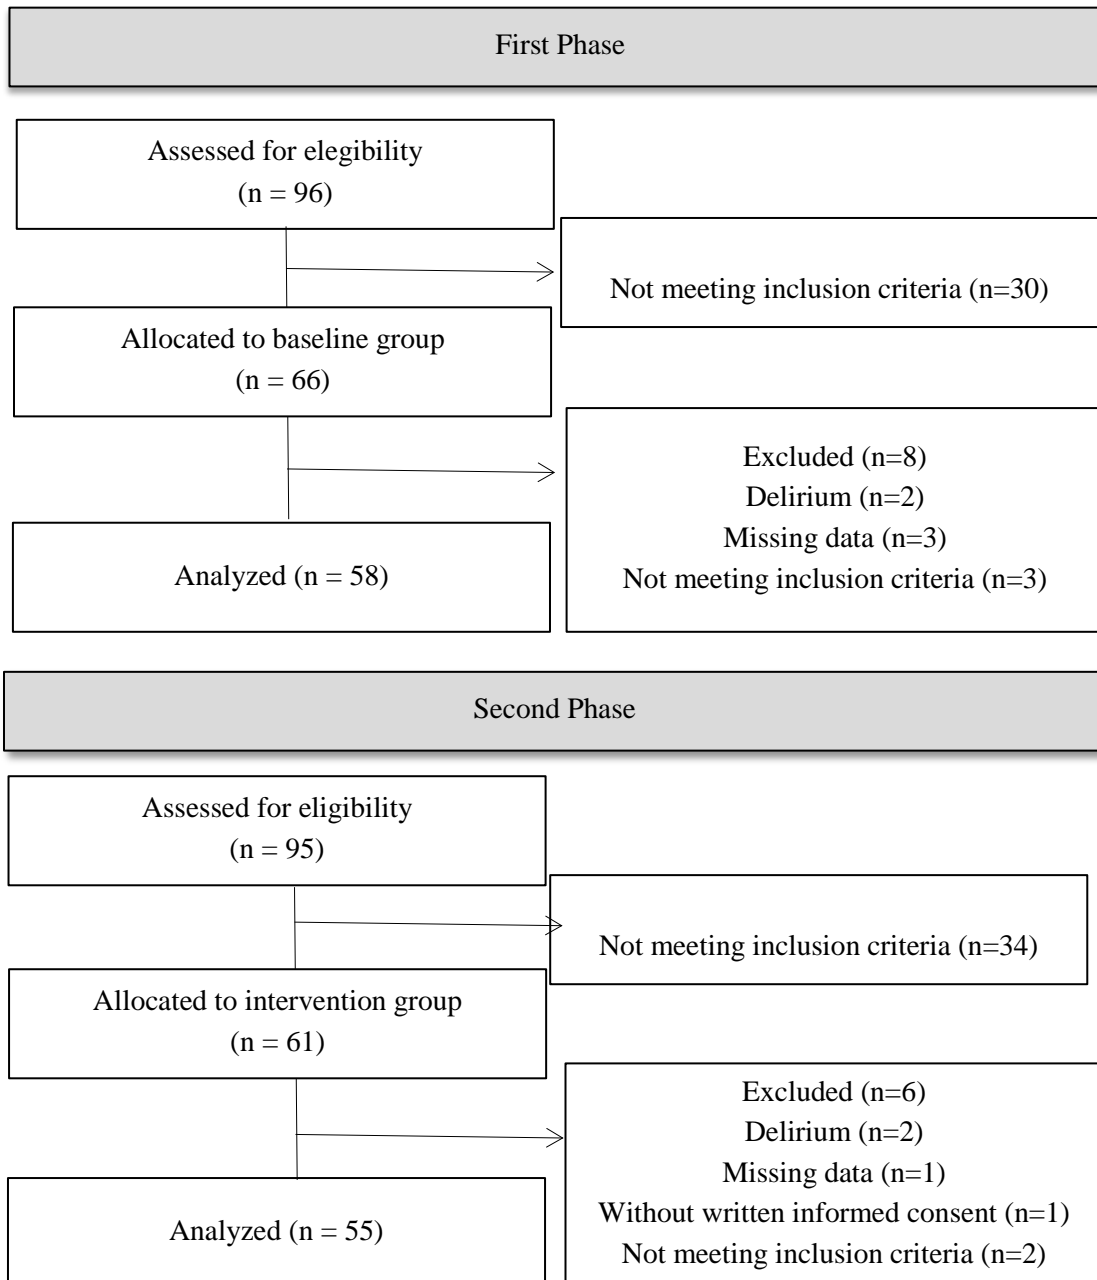 First Phase
Assessed for elegibility
(n = 96)
Not meeting inclusion criteria (n=30)
Allocated to baseline group
(n = 66)
Excluded (n=8)
Delirium (n=2)
Missing data (n=3)
Not meeting inclusion criteria (n=3)
Analyzed (n = 58)
Second Phase
Assessed for eligibility
(n = 95)
Not meeting inclusion criteria (n=34)
Allocated to intervention group
(n = 61)
Excluded (n=6)
Delirium (n=2)
Missing data (n=1)
Without written informed consent (n=1)
Not meeting inclusion criteria (n=2)
Analyzed (n = 55)